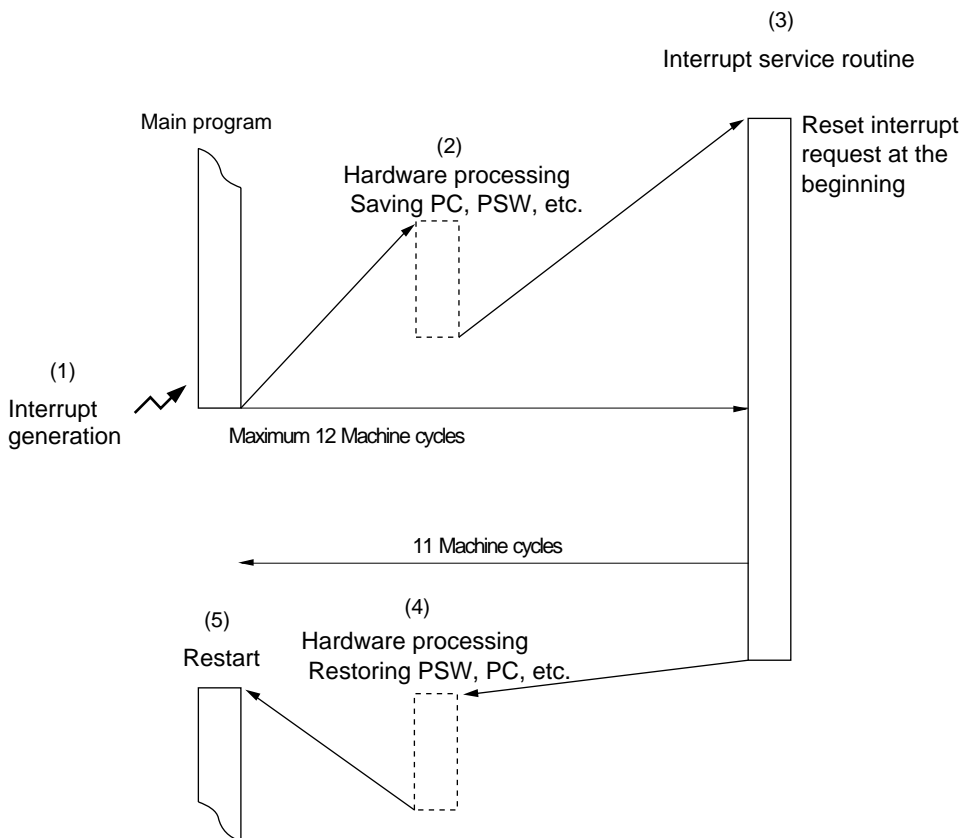 (3)
Interrupt service routine
Main program
Reset interrupt
request at the
beginning
(2)
Hardware processing
Saving PC, PSW, etc.
(1)
Interrupt
generation
Maximum 12 Machine cycles
11 Machine cycles
(4)
Hardware processing
Restoring PSW, PC, etc.
(5)
Restart